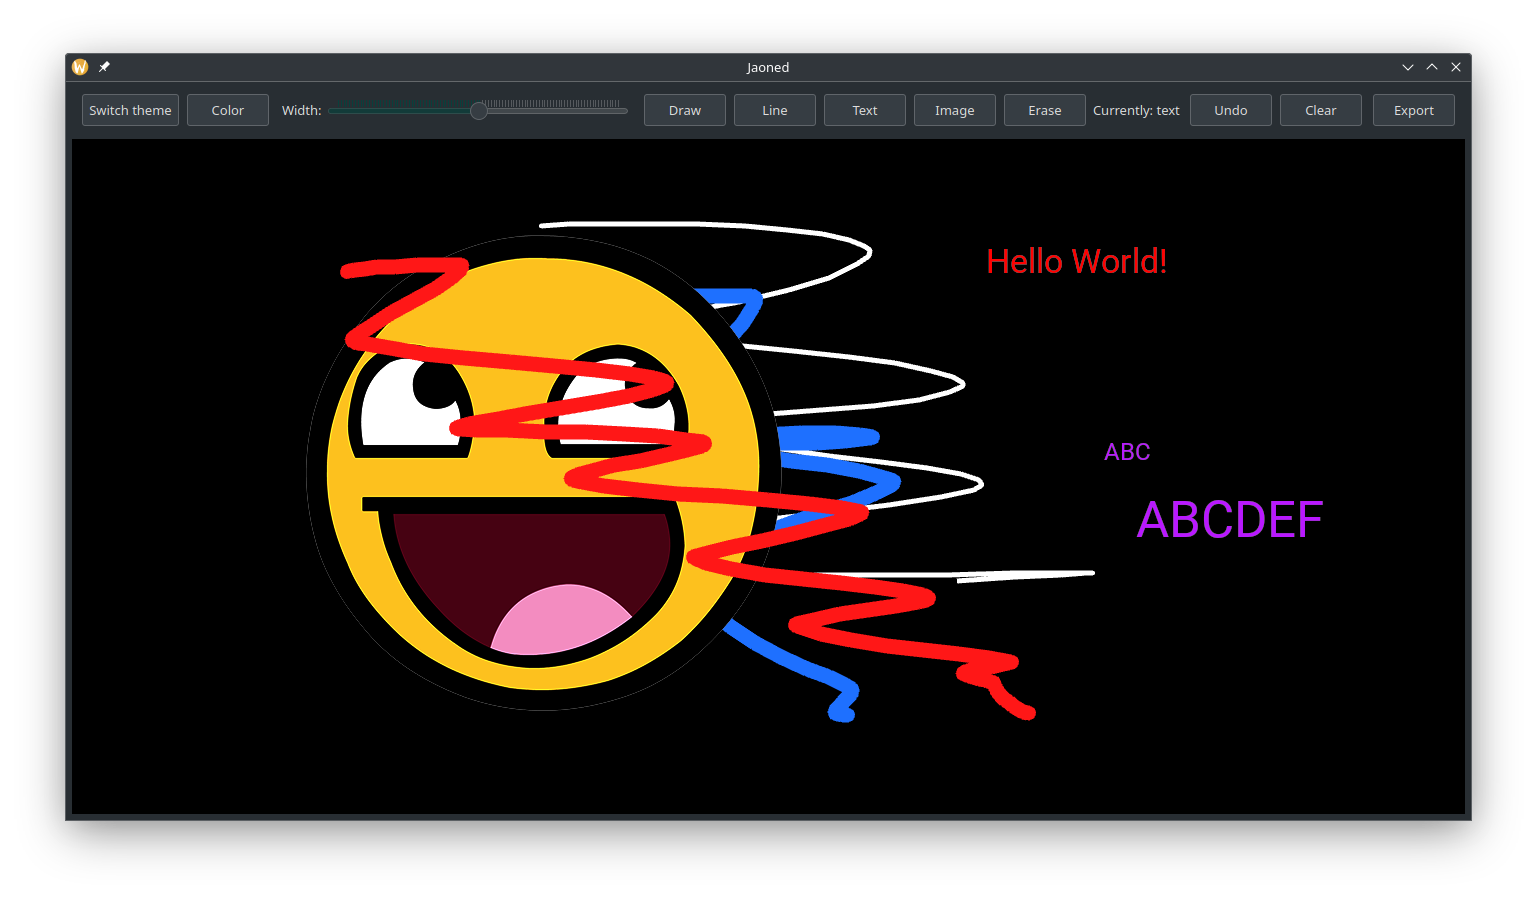 Jaoned
Switch theme Color Width: Draw Line Text Image Erase Currently: text Undo Clear Export
Hello World!
ABC
ABCDEF